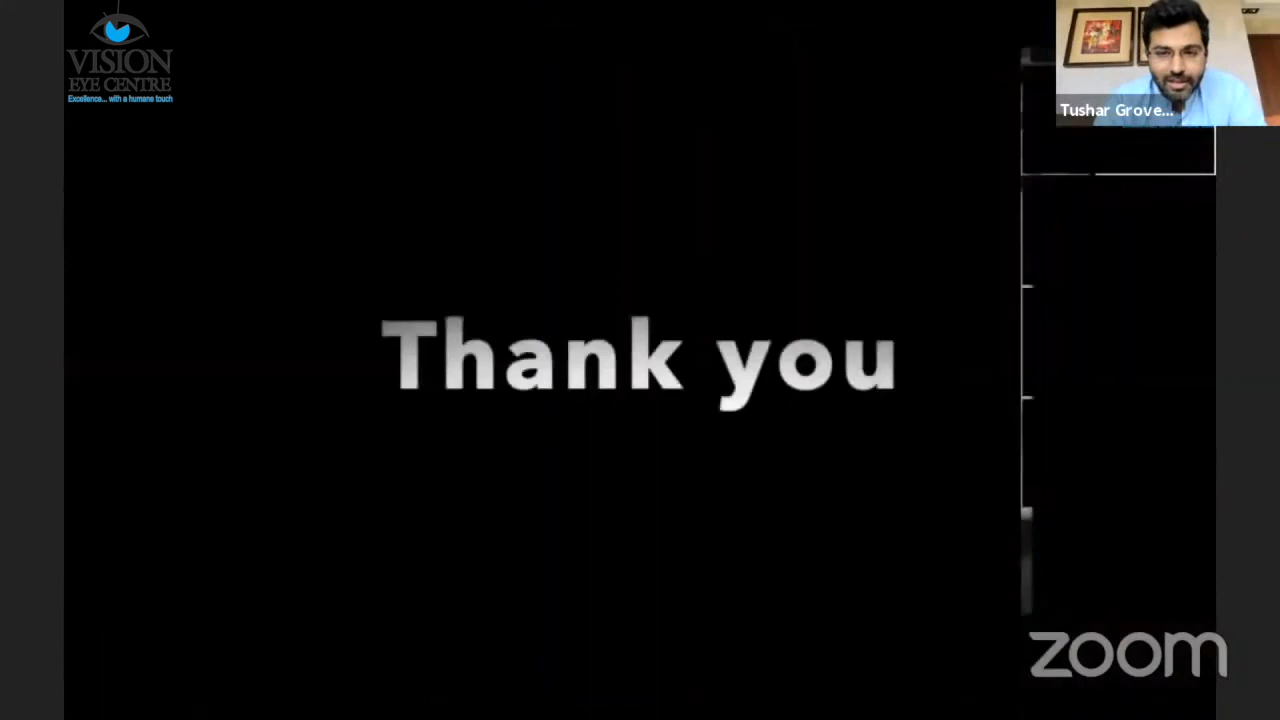 VISION
EYE CENTRE
Excellence... with a humane touch
Tushar Grove...
Thank you
zoom